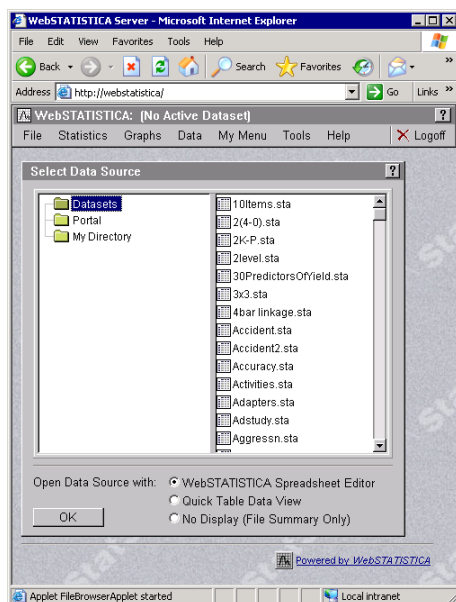 WebSTATISTICA Server - Microsoft Internet Explorer
File Edit View Favorites Tools Help
Back Search Favorites »
Address http://webstatistica/ Go Links »
WebSTATISTICA: (No Active Dataset) ?
File Statistics Graphs Data My Menu Tools Help Logoff
Select Data Source ?
Datasets
Portal
My Directory
10Items.sta
2(4-0).sta
2K-P.sta
2level.sta
30PredictorsOfYield.sta
3x3.sta
4bar linkage.sta
Accident.sta
Accident2.sta
Accuracy.sta
Activities.sta
Adapters.sta
Adstudy.sta
Aggressn.sta
Open Data Source with: WebSTATISTICA Spreadsheet Editor
Quick Table Data View
No Display (File Summary Only)
OK
Powered by WebSTATISTICA
Applet FileBrowserApplet started Local intranet